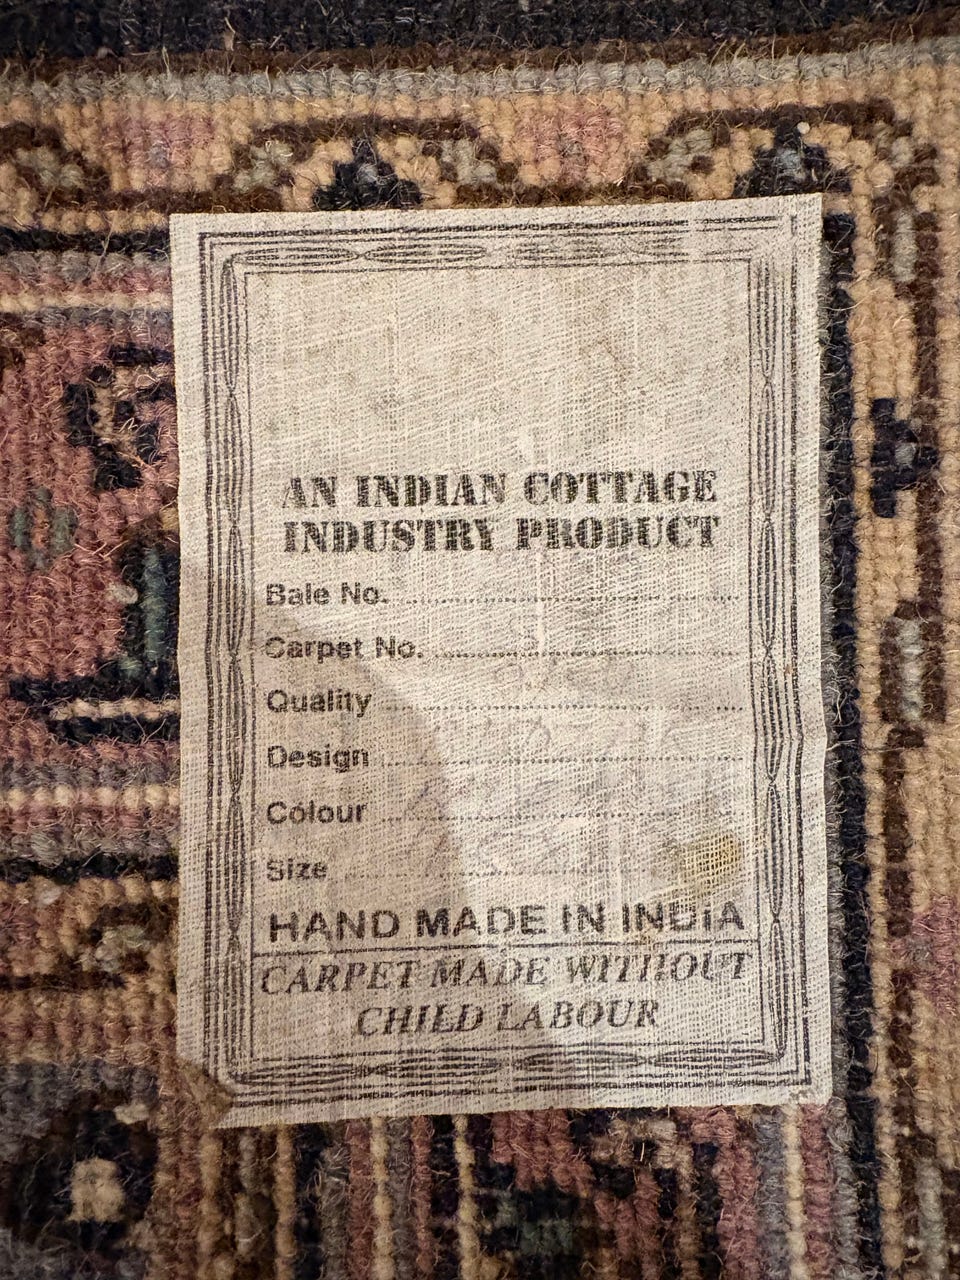 AN INDIAN COTTAGE
INDUSTRY PRODUCT
Bale No.
Carpet No.
Quality
Design
Colour
Size
HAND MADE IN INDIA
CARPET MADE WITHOUT
CHILD LABOUR